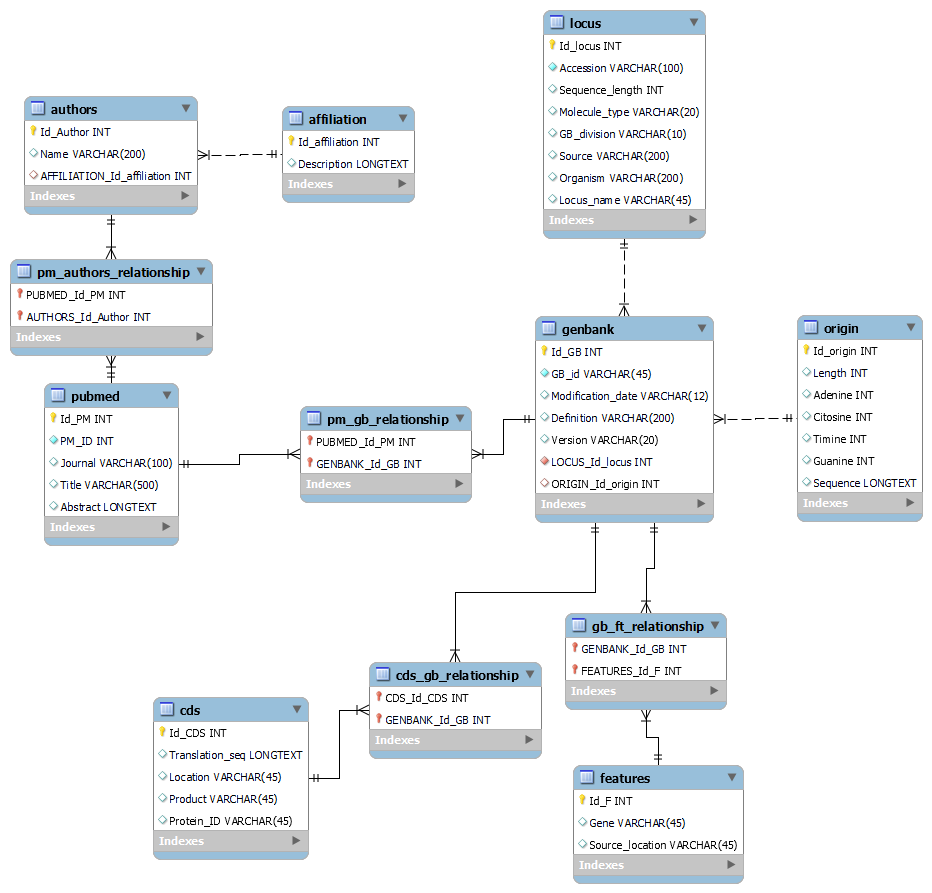 locus
Id_locus INT
Accession VARCHAR(100)
Sequence_length INT
Molecule_type VARCHAR(20)
GB_division VARCHAR(10)
Source VARCHAR(200)
Organism VARCHAR(200)
Locus_name VARCHAR(45)
Indexes
authors
Id_Author INT
Name VARCHAR(200)
AFFILIATION_Id_affiliation INT
Indexes
affiliation
Id_affiliation INT
Description LONGTEXT
Indexes
pm_authors_relationship
PUBMED_Id_PM INT
AUTHORS_Id_Author INT
Indexes
genbank
Id_GB INT
GB_id VARCHAR(45)
Modification_date VARCHAR(12)
Definition VARCHAR(200)
Version VARCHAR(20)
LOCUS_Id_locus INT
ORIGIN_Id_origin INT
Indexes
origin
Id_origin INT
Length INT
Adenine INT
Citosine INT
Timine INT
Guanine INT
Sequence LONGTEXT
Indexes
pubmed
Id_PM INT
PM_ID INT
Journal VARCHAR(100)
Title VARCHAR(500)
Abstract LONGTEXT
Indexes
pm_gb_relationship
PUBMED_Id_PM INT
GENBANK_Id_GB INT
Indexes
gb_ft_relationship
GENBANK_Id_GB INT
FEATURES_Id_F INT
Indexes
cds_gb_relationship
CDS_Id_CDS INT
GENBANK_Id_GB INT
Indexes
cds
Id_CDS INT
Translation_seq LONGTEXT
Location VARCHAR(45)
Product VARCHAR(45)
Protein_ID VARCHAR(45)
Indexes
features
Id_F INT
Gene VARCHAR(45)
Source_location VARCHAR(45)
Indexes